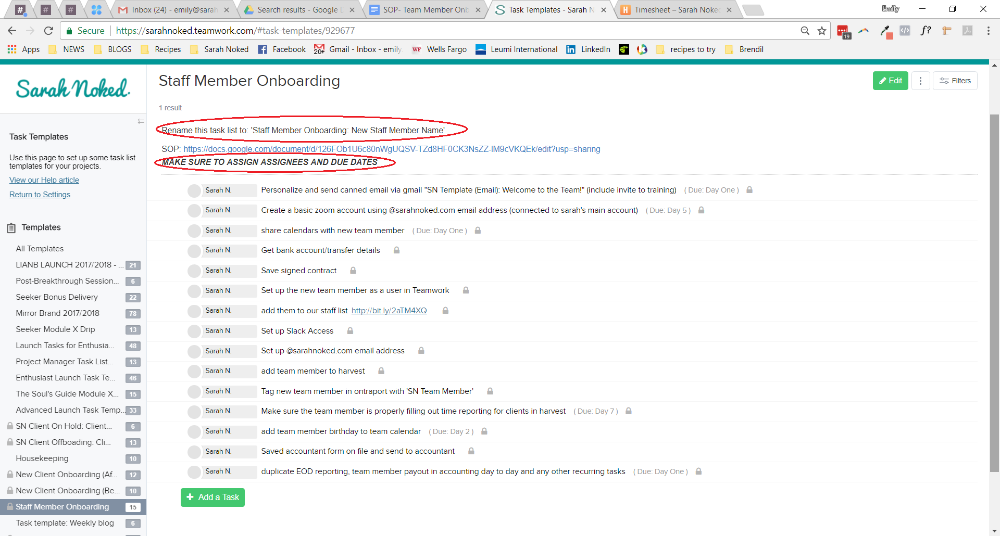 Inbox (24) - emily@sarah
Search results - Google D
SOP- Team Member Onb
Task Templates - Sarah N
Timesheet – Sarah Noked
Emily
Secure
https://sarahnoked.teamwork.com/#task-templates/929677
19
f?
Apps
NEWS
BLOGS
Recipes
Sarah Noked
Facebook
20+
Gmail - Inbox - emily
WF
Wells Fargo
Leumi International
LinkedIn
recipes to try
Brendil
Sarah Noked.
Task Templates
Use this page to set up some task list
templates for your projects.
View our Help article
Return to Settings
Templates
All Templates
LIANB LAUNCH 2017/2018 - ... 21
Post-Breakthrough Session... 6
Seeker Bonus Delivery 22
Mirror Brand 2017/2018 78
Seeker Module X Drip 13
Launch Tasks for Enthusia... 48
Project Manager Task List... 13
Enthusiast Launch Task Te... 46
The Soul's Guide Module X... 15
Advanced Launch Task Temp... 33
SN Client On Hold: Client... 6
SN Client Offboading: Cli... 13
Housekeeping 10
New Client Onboarding (Af... 12
New Client Onboarding (Be... 10
Staff Member Onboarding 15
Task template: Weekly blog 6
Staff Member Onboarding
Edit
Filters
1 result
Rename this task list to: 'Staff Member Onboarding: New Staff Member Name'
SOP: https://docs.google.com/document/d/126FOb1U6c80nWgUQSV-TZd8HF0CK3NsZZ-lM9cVKQEk/edit?usp=sharing
MAKE SURE TO ASSIGN ASSIGNEES AND DUE DATES
Sarah N. Personalize and send canned email via gmail "SN Template (Email): Welcome to the Team!" (include invite to training) ( Due: Day One )
Sarah N. Create a basic zoom account using @sarahnoked.com email address (connected to sarah's main account) ( Due: Day 5 )
Sarah N. share calendars with new team member ( Due: Day One )
Sarah N. Get bank account/transfer details
Sarah N. Save signed contract
Sarah N. Set up the new team member as a user in Teamwork
Sarah N. add them to our staff list http://bit.ly/2aTM4XQ
Sarah N. Set up Slack Access
Sarah N. Set up @sarahnoked.com email address
Sarah N. add team member to harvest
Sarah N. Tag new team member in ontraport with 'SN Team Member'
Sarah N. Make sure the team member is properly filling out time reporting for clients in harvest ( Due: Day 7 )
Sarah N. add team member birthday to team calendar ( Due: Day 2 )
Sarah N. Saved accountant form on file and send to accountant
Sarah N. duplicate EOD reporting, team member payout in accounting day to day and any other recurring tasks ( Due: Day One )
Add a Task